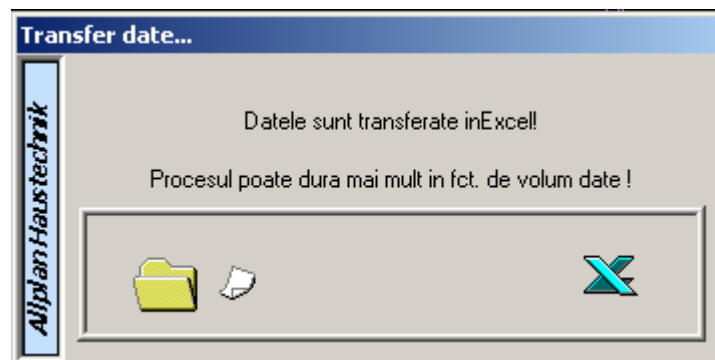 Transfer date...
Allplan Haustechnik
Datele sunt transferate inExcel!
Procesul poate dura mai mult in fct. de volum date !